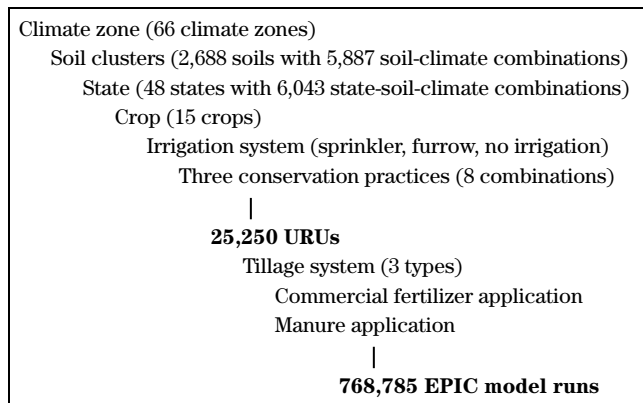 Climate zone (66 climate zones)
Soil clusters (2,688 soils with 5,887 soil-climate combinations)
State (48 states with 6,043 state-soil-climate combinations)
Crop (15 crops)
Irrigation system (sprinkler, furrow, no irrigation)
Three conservation practices (8 combinations)
|
25,250 URUs
Tillage system (3 types)
Commercial fertilizer application
Manure application
|
768,785 EPIC model runs